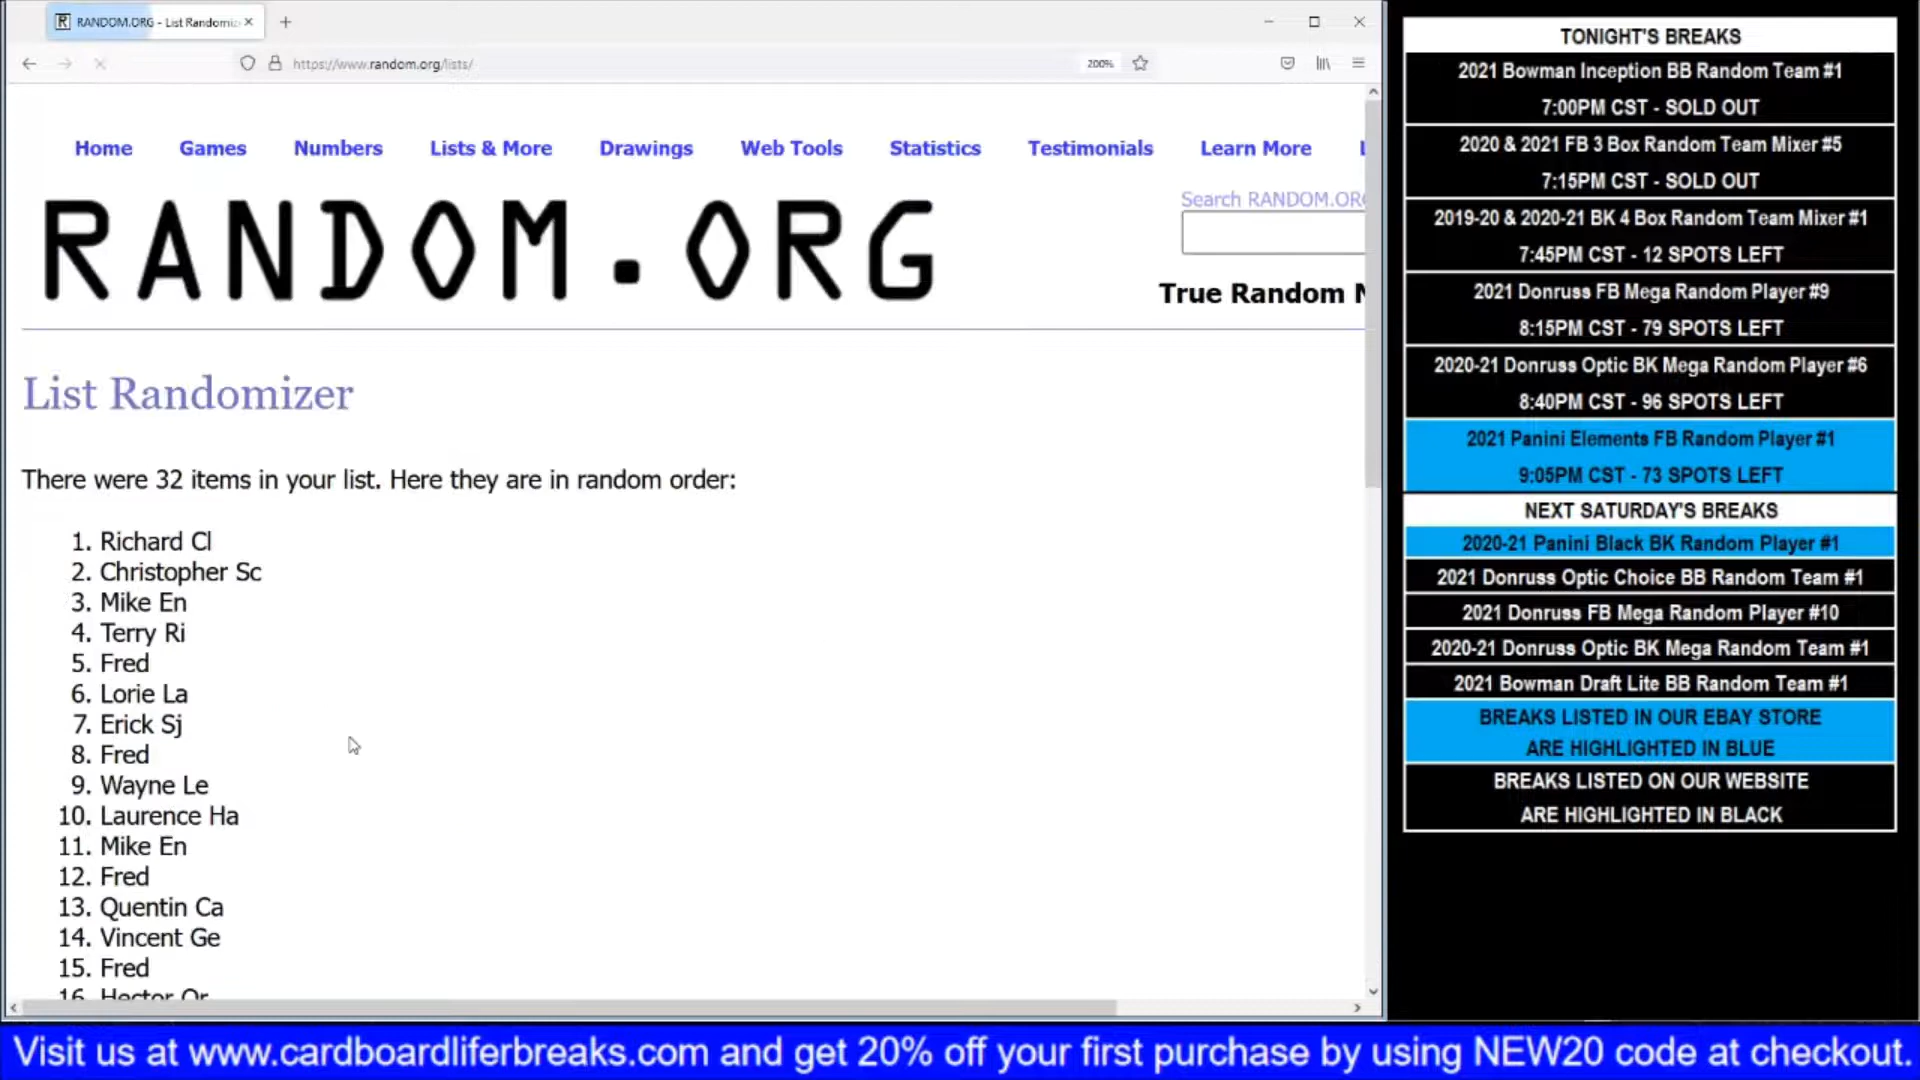 RANDOM.ORG - List Randomiz
https://www.random.org/lists/
200%
Home Games Numbers Lists & More Drawings Web Tools Statistics Testimonials Learn More L
RANDOM.ORG
Search RANDOM.ORG
True Random N
List Randomizer
There were 32 items in your list. Here they are in random order:
1. Richard Cl
2. Christopher Sc
3. Mike En
4. Terry Ri
5. Fred
6. Lorie La
7. Erick Sj
8. Fred
9. Wayne Le
10. Laurence Ha
11. Mike En
12. Fred
13. Quentin Ca
14. Vincent Ge
15. Fred
16. Hector Or
TONIGHT'S BREAKS
2021 Bowman Inception BB Random Team #1
7:00PM CST - SOLD OUT
2020 & 2021 FB 3 Box Random Team Mixer #5
7:15PM CST - SOLD OUT
2019-20 & 2020-21 BK 4 Box Random Team Mixer #1
7:45PM CST - 12 SPOTS LEFT
2021 Donruss FB Mega Random Player #9
8:15PM CST - 79 SPOTS LEFT
2020-21 Donruss Optic BK Mega Random Player #6
8:40PM CST - 96 SPOTS LEFT
2021 Panini Elements FB Random Player #1
9:05PM CST - 73 SPOTS LEFT
NEXT SATURDAY'S BREAKS
2020-21 Panini Black BK Random Player #1
2021 Donruss Optic Choice BB Random Team #1
2021 Donruss FB Mega Random Player #10
2020-21 Donruss Optic BK Mega Random Team #1
2021 Bowman Draft Lite BB Random Team #1
BREAKS LISTED IN OUR EBAY STORE
ARE HIGHLIGHTED IN BLUE
BREAKS LISTED ON OUR WEBSITE
ARE HIGHLIGHTED IN BLACK
Visit us at www.cardboardliferbreaks.com and get 20% off your first purchase by using NEW20 code at checkout.